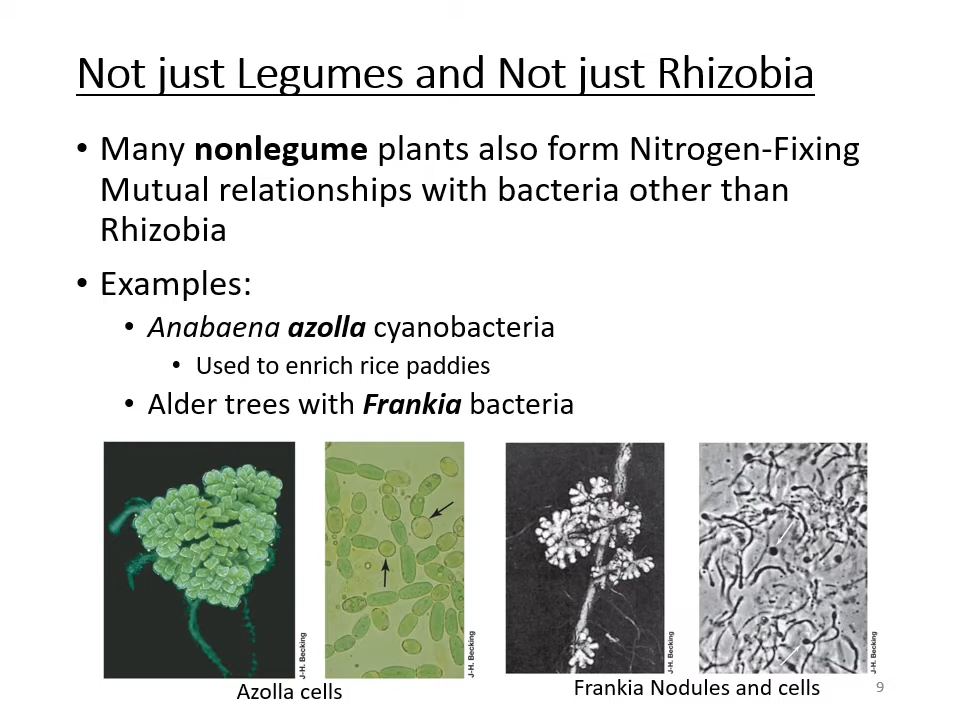 Not just Legumes and Not just Rhizobia
• Many nonlegume plants also form Nitrogen-Fixing
Mutual relationships with bacteria other than
Rhizobia
• Examples:
• Anabaena azolla cyanobacteria
• Used to enrich rice paddies
• Alder trees with Frankia bacteria
J-H. Becking
J-H. Becking
J-H. Becking
J-H. Becking
Azolla cells
Frankia Nodules and cells
9